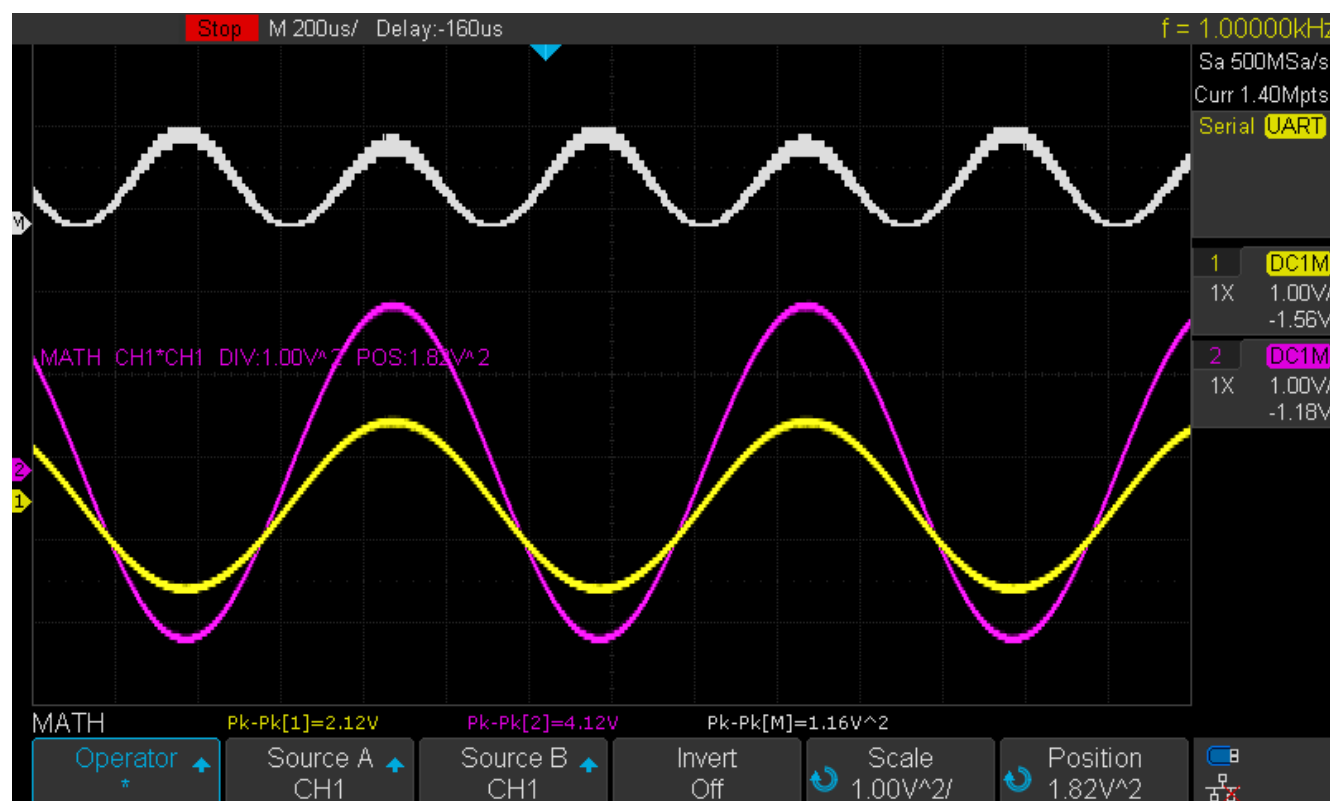 Stop M 200us/ Delay:-160us f = 1.00000kHz
Sa 500MSa/s
Curr 1.40Mpts
Serial UART
M
1 DC1M
1X 1.00V/
-1.56V
MATH CH1*CH1 DIV:1.00V^2 POS:1.82V^2
2 DC1M
1X 1.00V/
-1.18V
2
1
MATH Pk-Pk[1]=2.12V Pk-Pk[2]=4.12V Pk-Pk[M]=1.16V^2
Operator Source A Source B Invert Scale Position
* CH1 CH1 Off 1.00V^2/ 1.82V^2